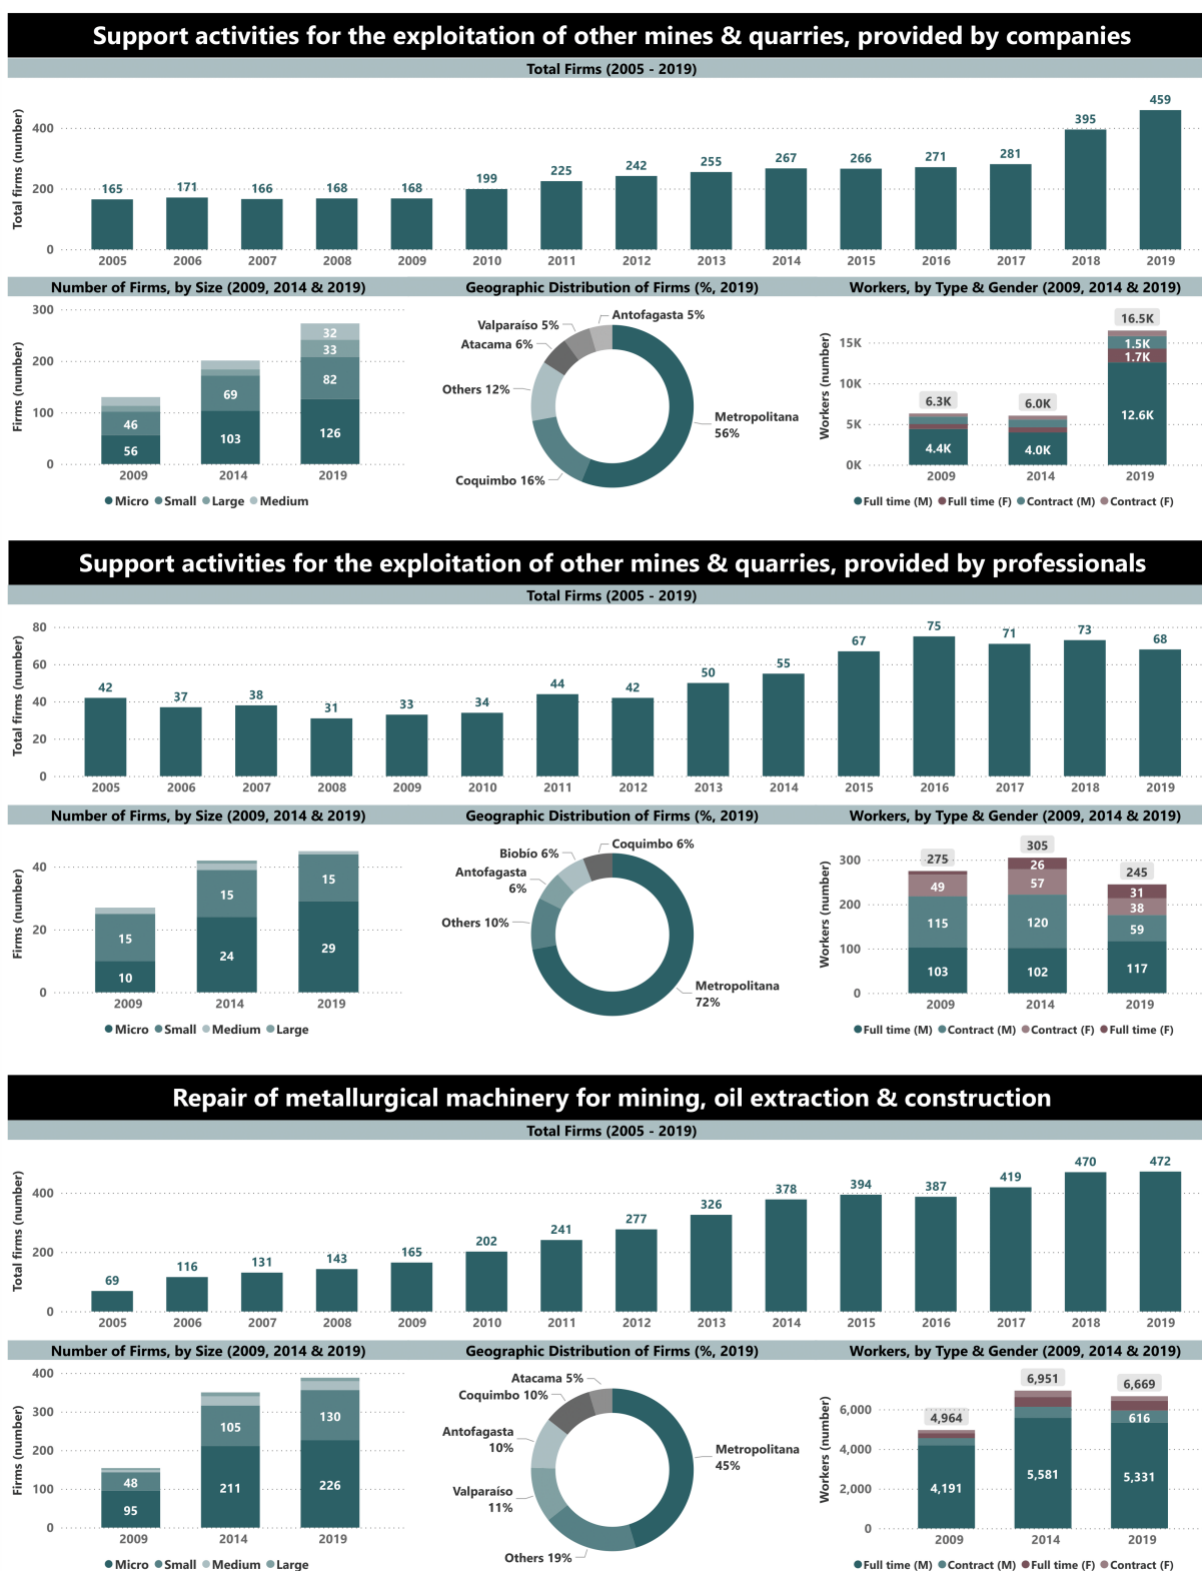 Support activities for the exploitation of other mines & quarries, provided by companies
Total Firms (2005 - 2019)
Total firms (number)
400
200
0
165
171
166
168
168
199
225
242
255
267
266
271
281
395
459
2005 2006 2007 2008 2009 2010 2011 2012 2013 2014 2015 2016 2017 2018 2019
Number of Firms, by Size (2009, 2014 & 2019)
Firms (number)
300
200
100
0
46
56
69
103
32
33
82
126
2009 2014 2019
Micro Small Large Medium
Geographic Distribution of Firms (%, 2019)
Antofagasta 5%
Valparaíso 5%
Atacama 6%
Others 12%
Coquimbo 16%
Metropolitana
56%
Workers, by Type & Gender (2009, 2014 & 2019)
Workers (number)
15K
10K
5K
0K
6.3K
4.4K
6.0K
4.0K
16.5K
1.5K
1.7K
12.6K
2009 2014 2019
Full time (M) Full time (F) Contract (M) Contract (F)
Support activities for the exploitation of other mines & quarries, provided by professionals
Total Firms (2005 - 2019)
Total firms (number)
80
60
40
20
0
42
37
38
31
33
34
44
42
50
55
67
75
71
73
68
2005 2006 2007 2008 2009 2010 2011 2012 2013 2014 2015 2016 2017 2018 2019
Number of Firms, by Size (2009, 2014 & 2019)
Firms (number)
40
20
0
15
10
15
24
15
29
2009 2014 2019
Micro Small Medium Large
Geographic Distribution of Firms (%, 2019)
Coquimbo 6%
Biobío 6%
Antofagasta
6%
Others 10%
Metropolitana
72%
Workers, by Type & Gender (2009, 2014 & 2019)
Workers (number)
300
200
100
0
275
49
115
103
305
26
57
120
102
245
31
38
59
117
2009 2014 2019
Full time (M) Contract (M) Contract (F) Full time (F)
Repair of metallurgical machinery for mining, oil extraction & construction
Total Firms (2005 - 2019)
Total firms (number)
400
200
0
69
116
131
143
165
202
241
277
326
378
394
387
419
470
472
2005 2006 2007 2008 2009 2010 2011 2012 2013 2014 2015 2016 2017 2018 2019
Number of Firms, by Size (2009, 2014 & 2019)
Firms (number)
400
300
200
100
0
48
95
105
211
130
226
2009 2014 2019
Micro Small Medium Large
Geographic Distribution of Firms (%, 2019)
Atacama 5%
Coquimbo 10%
Antofagasta
10%
Valparaíso
11%
Others 19%
Metropolitana
45%
Workers, by Type & Gender (2009, 2014 & 2019)
Workers (number)
6,000
4,000
2,000
0
4,964
4,191
6,951
5,581
6,669
616
5,331
2009 2014 2019
Full time (M) Contract (M) Full time (F) Contract (F)